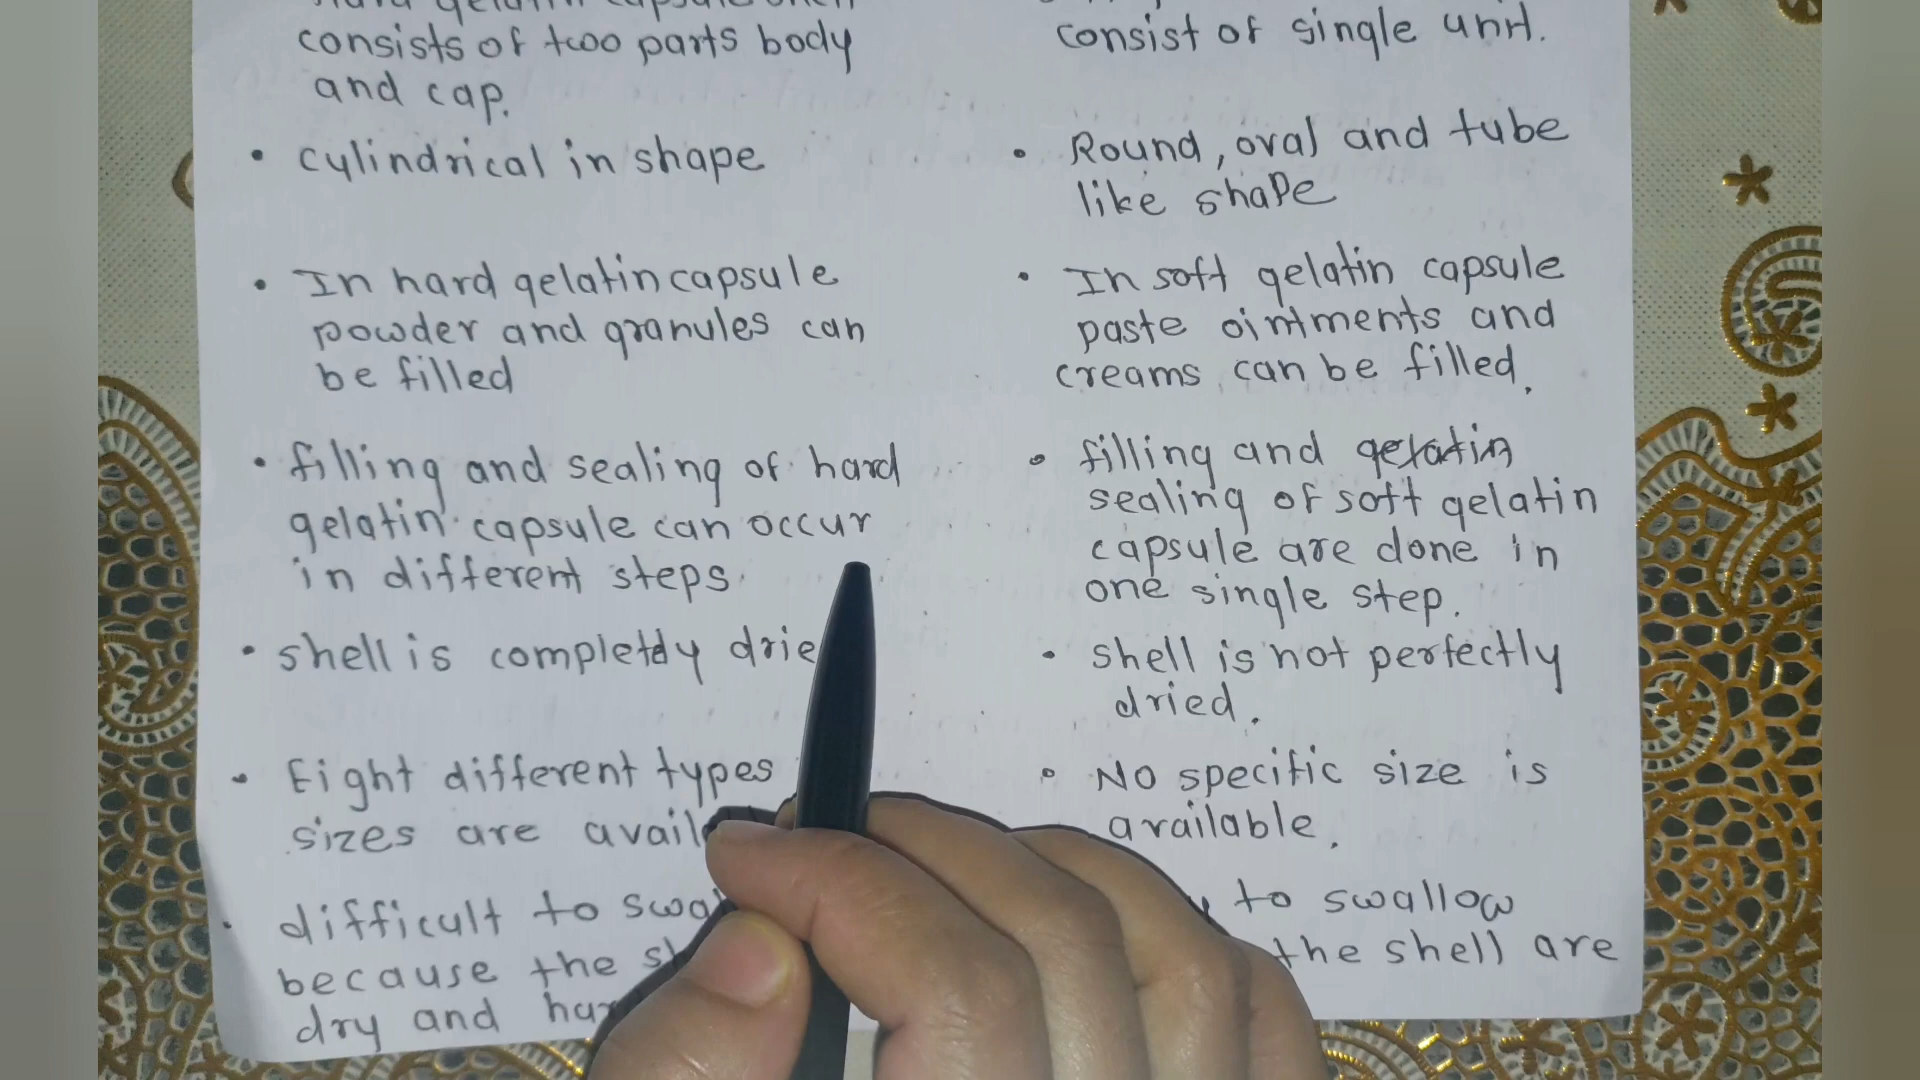 consists of two parts body
and cap.
• cylindrical in shape
• In hard gelatin capsule
powder and granules can
be filled
• filling and sealing of hard
gelatin capsule can occur
in different steps
• shell is completely
• Eight different types
sizes are
difficult to
because the
dry and
consist of single unit.
• Round, oval and tube
like shape
• In soft gelatin capsule
paste ointments and
creams can be filled.
• filling and gelatin
sealing of soft gelatin
capsule are done in
one single step.
• shell is not perfectly
dried.
• No specific size is
available.
to swallow
the shell are